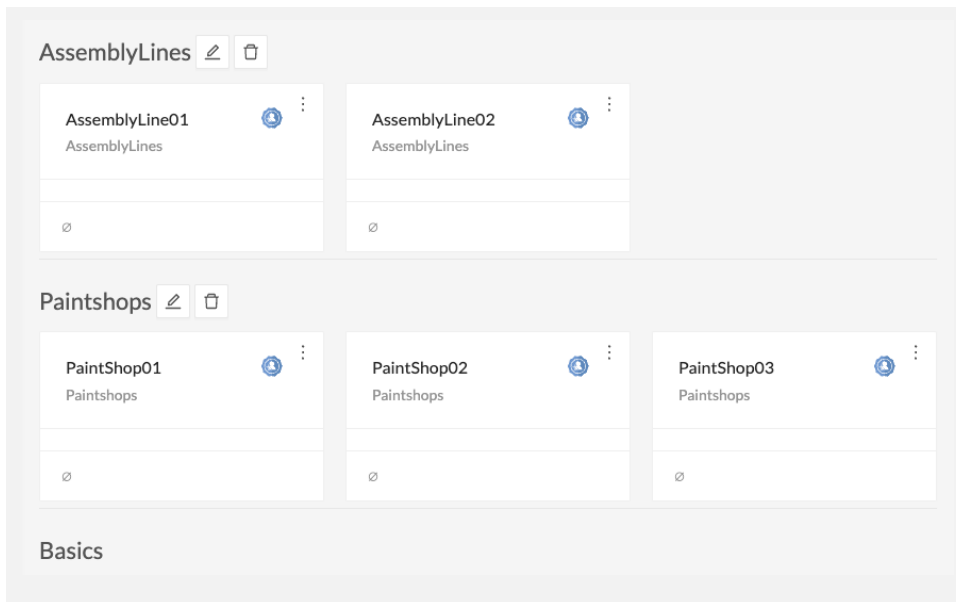 AssemblyLines
AssemblyLine01
AssemblyLines
∅
AssemblyLine02
AssemblyLines
∅
Paintshops
PaintShop01
Paintshops
∅
PaintShop02
Paintshops
∅
PaintShop03
Paintshops
∅
Basics